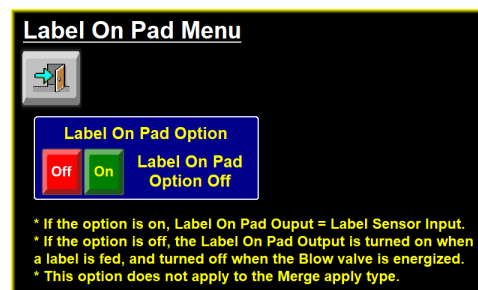 Label On Pad Menu
Label On Pad Option
Off
On
Label On Pad
Option Off
* If the option is on, Label On Pad Ouput = Label Sensor Input.
* If the option is off, the Label On Pad Output is turned on when
a label is fed, and turned off when the Blow valve is energized.
* This option does not apply to the Merge apply type.